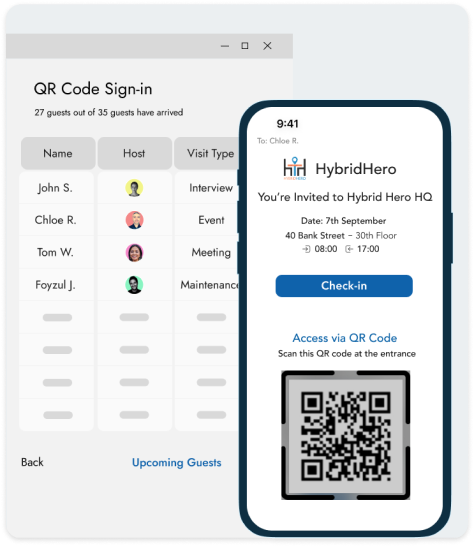 QR Code Sign-in
27 guests out of 35 guests have arrived
Name Host Visit Type
John S. Interview
Chloe R. Event
Tom W. Meeting
Foyzul J. Maintenance
Back Upcoming Guests
9:41
To: Chloe R.
HybridHero
You're Invited to Hybrid Hero HQ
Date: 7th September
40 Bank Street - 30th Floor
08:00 17:00
Check-in
Access via QR Code
Scan this QR code at the entrance